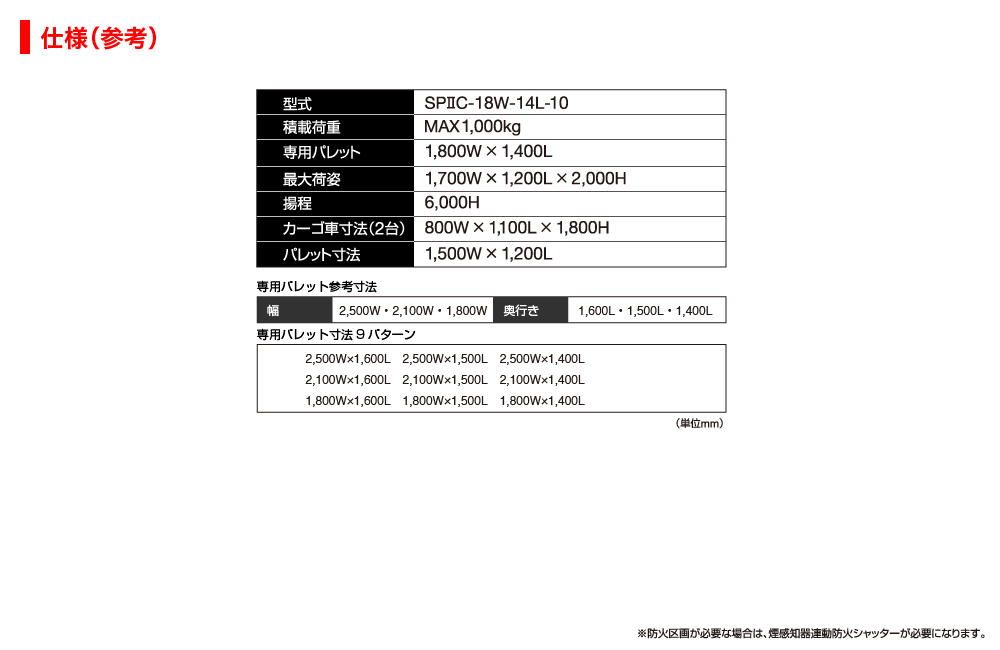 仕様（参考）
型式 SPⅡC-18W-14L-10
積載荷重 MAX1,000kg
専用パレット 1,800W×1,400L
最大荷姿 1,700W×1,200L×2,000H
揚程 6,000H
カーゴ車寸法（2台） 800W×1,100L×1,800H
パレット寸法 1,500W×1,200L
専用パレット参考寸法
幅 2,500W・2,100W・1,800W 奥行き 1,600L・1,500L・1,400L
専用パレット寸法9パターン
2,500W×1,600L 2,500W×1,500L 2,500W×1,400L
2,100W×1,600L 2,100W×1,500L 2,100W×1,400L
1,800W×1,600L 1,800W×1,500L 1,800W×1,400L
（単位mm）
※防火区画が必要な場合は、煙感知器連動防火シャッターが必要になります。